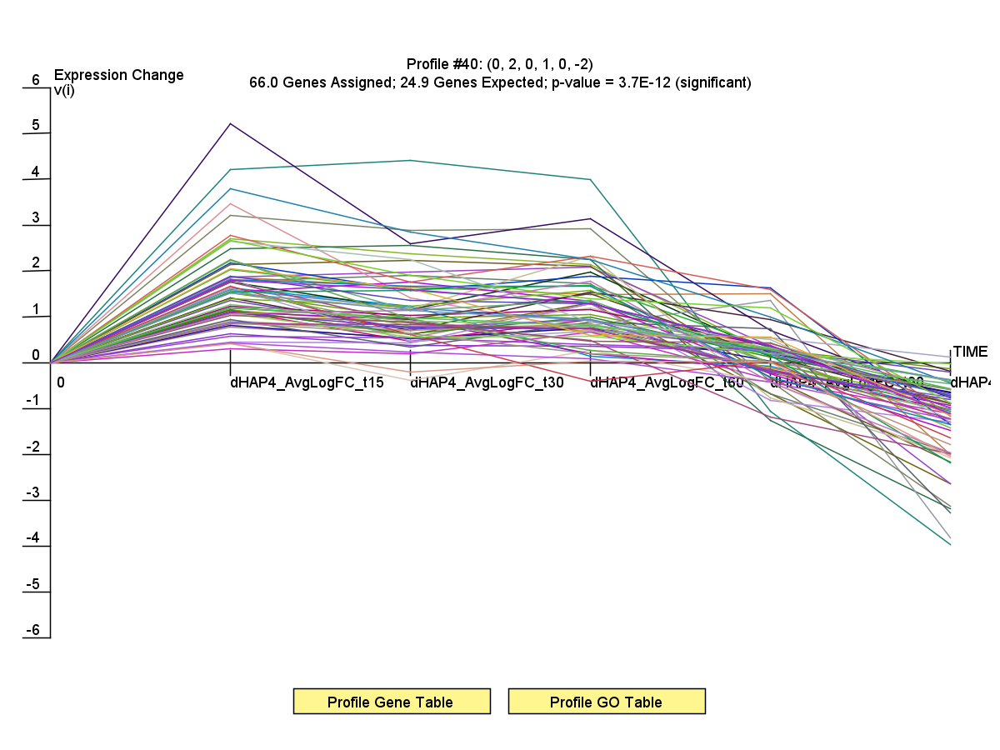 Profile #40: (0, 2, 0, 1, 0, -2)
66.0 Genes Assigned; 24.9 Genes Expected; p-value = 3.7E-12 (significant)
Expression Change
v(i)
6
5
4
3
2
1
0
-1
-2
-3
-4
-5
-6
TIME
0 dHAP4_AvgLogFC_t15 dHAP4_AvgLogFC_t30 dHAP4_AvgLogFC_t60 dHAP4
Profile Gene Table Profile GO Table